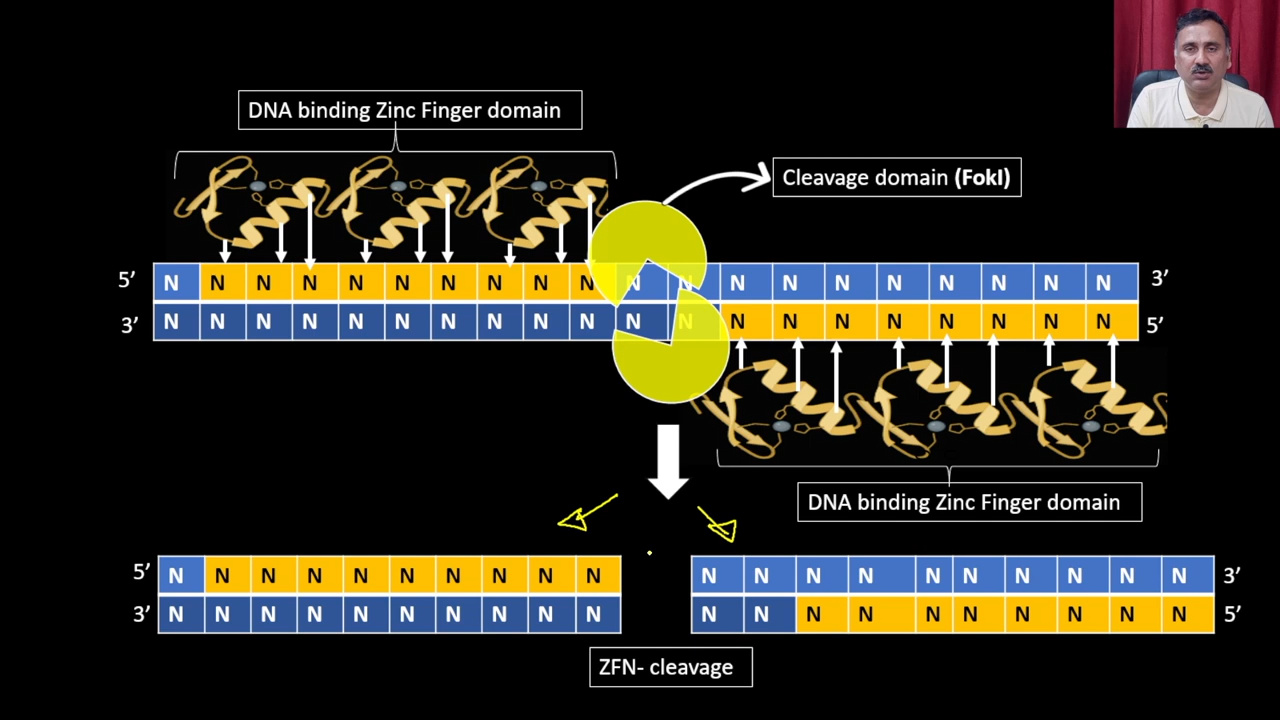 DNA binding Zinc Finger domain
Cleavage domain (FokI)
5’ N N N N N N N N N N N N N N N N N N N N 3’
3’ N N N N N N N N N N N N N N N N N N N N 5’
DNA binding Zinc Finger domain
5’ N N N N N N N N N N N N N N N N N N N N 3’
3’ N N N N N N N N N N N N N N N N N N N N 5’
ZFN- cleavage